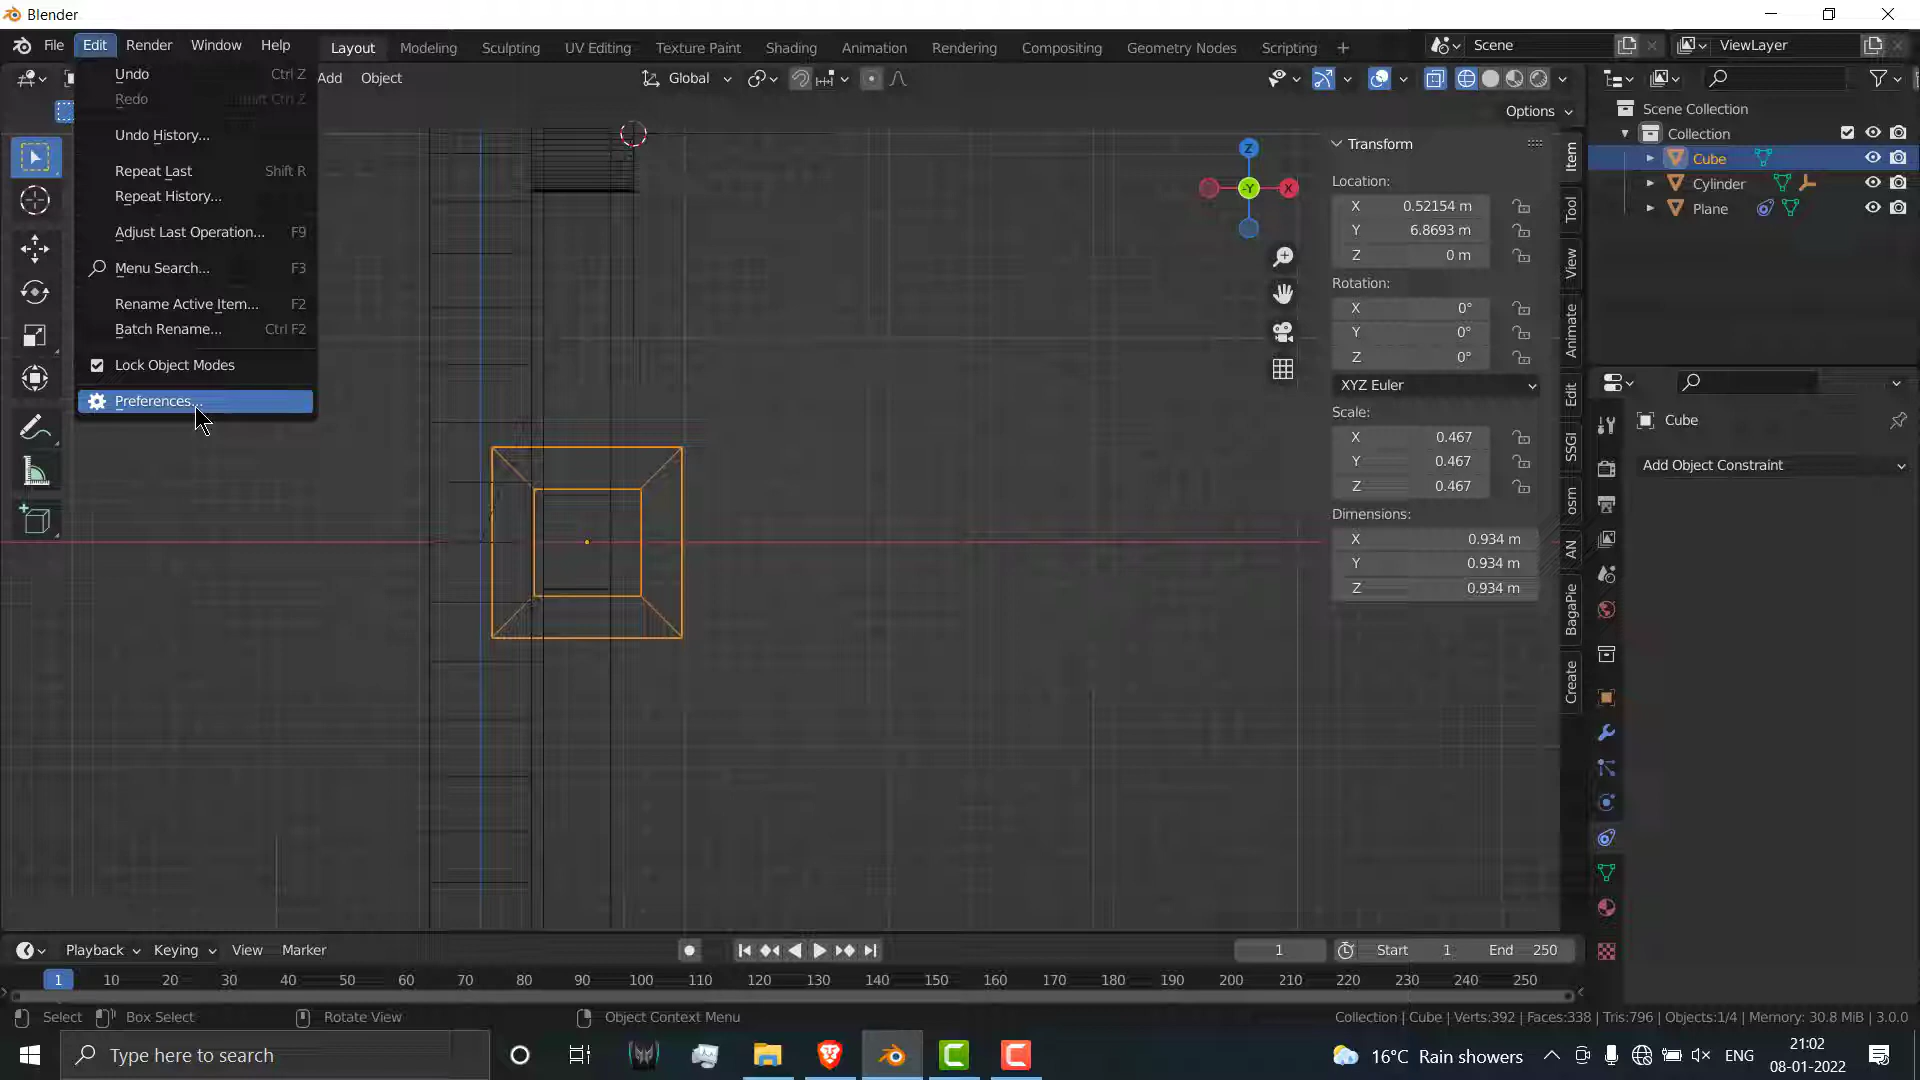 Blender
File Edit Render Window Help Layout Modeling Sculpting UV Editing Texture Paint Shading Animation Rendering Compositing Geometry Nodes Scripting + Scene ViewLayer
Add Object Global
Options
Undo Ctrl Z
Redo Shift Ctrl Z
Undo History...
Repeat Last Shift R
Repeat History...
Adjust Last Operation... F9
Menu Search... F3
Rename Active Item... F2
Batch Rename... Ctrl F2
Lock Object Modes
Preferences...
Z
-Y X
Transform
Location:
X 0.52154 m
Y 6.8693 m
Z 0 m
Rotation:
X 0°
Y 0°
Z 0°
XYZ Euler
Scale:
X 0.467
Y 0.467
Z 0.467
Dimensions:
X 0.934 m
Y 0.934 m
Z 0.934 m
Item
Tool
View
Animate
Edit
SSGI
osm
AN
BagaPie
Create
Scene Collection
Collection
Cube
Cylinder
Plane
Cube
Add Object Constraint
Playback Keying View Marker 1 Start 1 End 250
1 10 20 30 40 50 60 70 80 90 100 110 120 130 140 150 160 170 180 190 200 210 220 230 240 250
Select Box Select Rotate View Object Context Menu Collection | Cube | Verts:392 | Faces:338 | Tris:796 | Objects:1/4 | Memory: 30.8 MiB | 3.0.0
Type here to search 16°C Rain showers ENG 21:02
08-01-2022